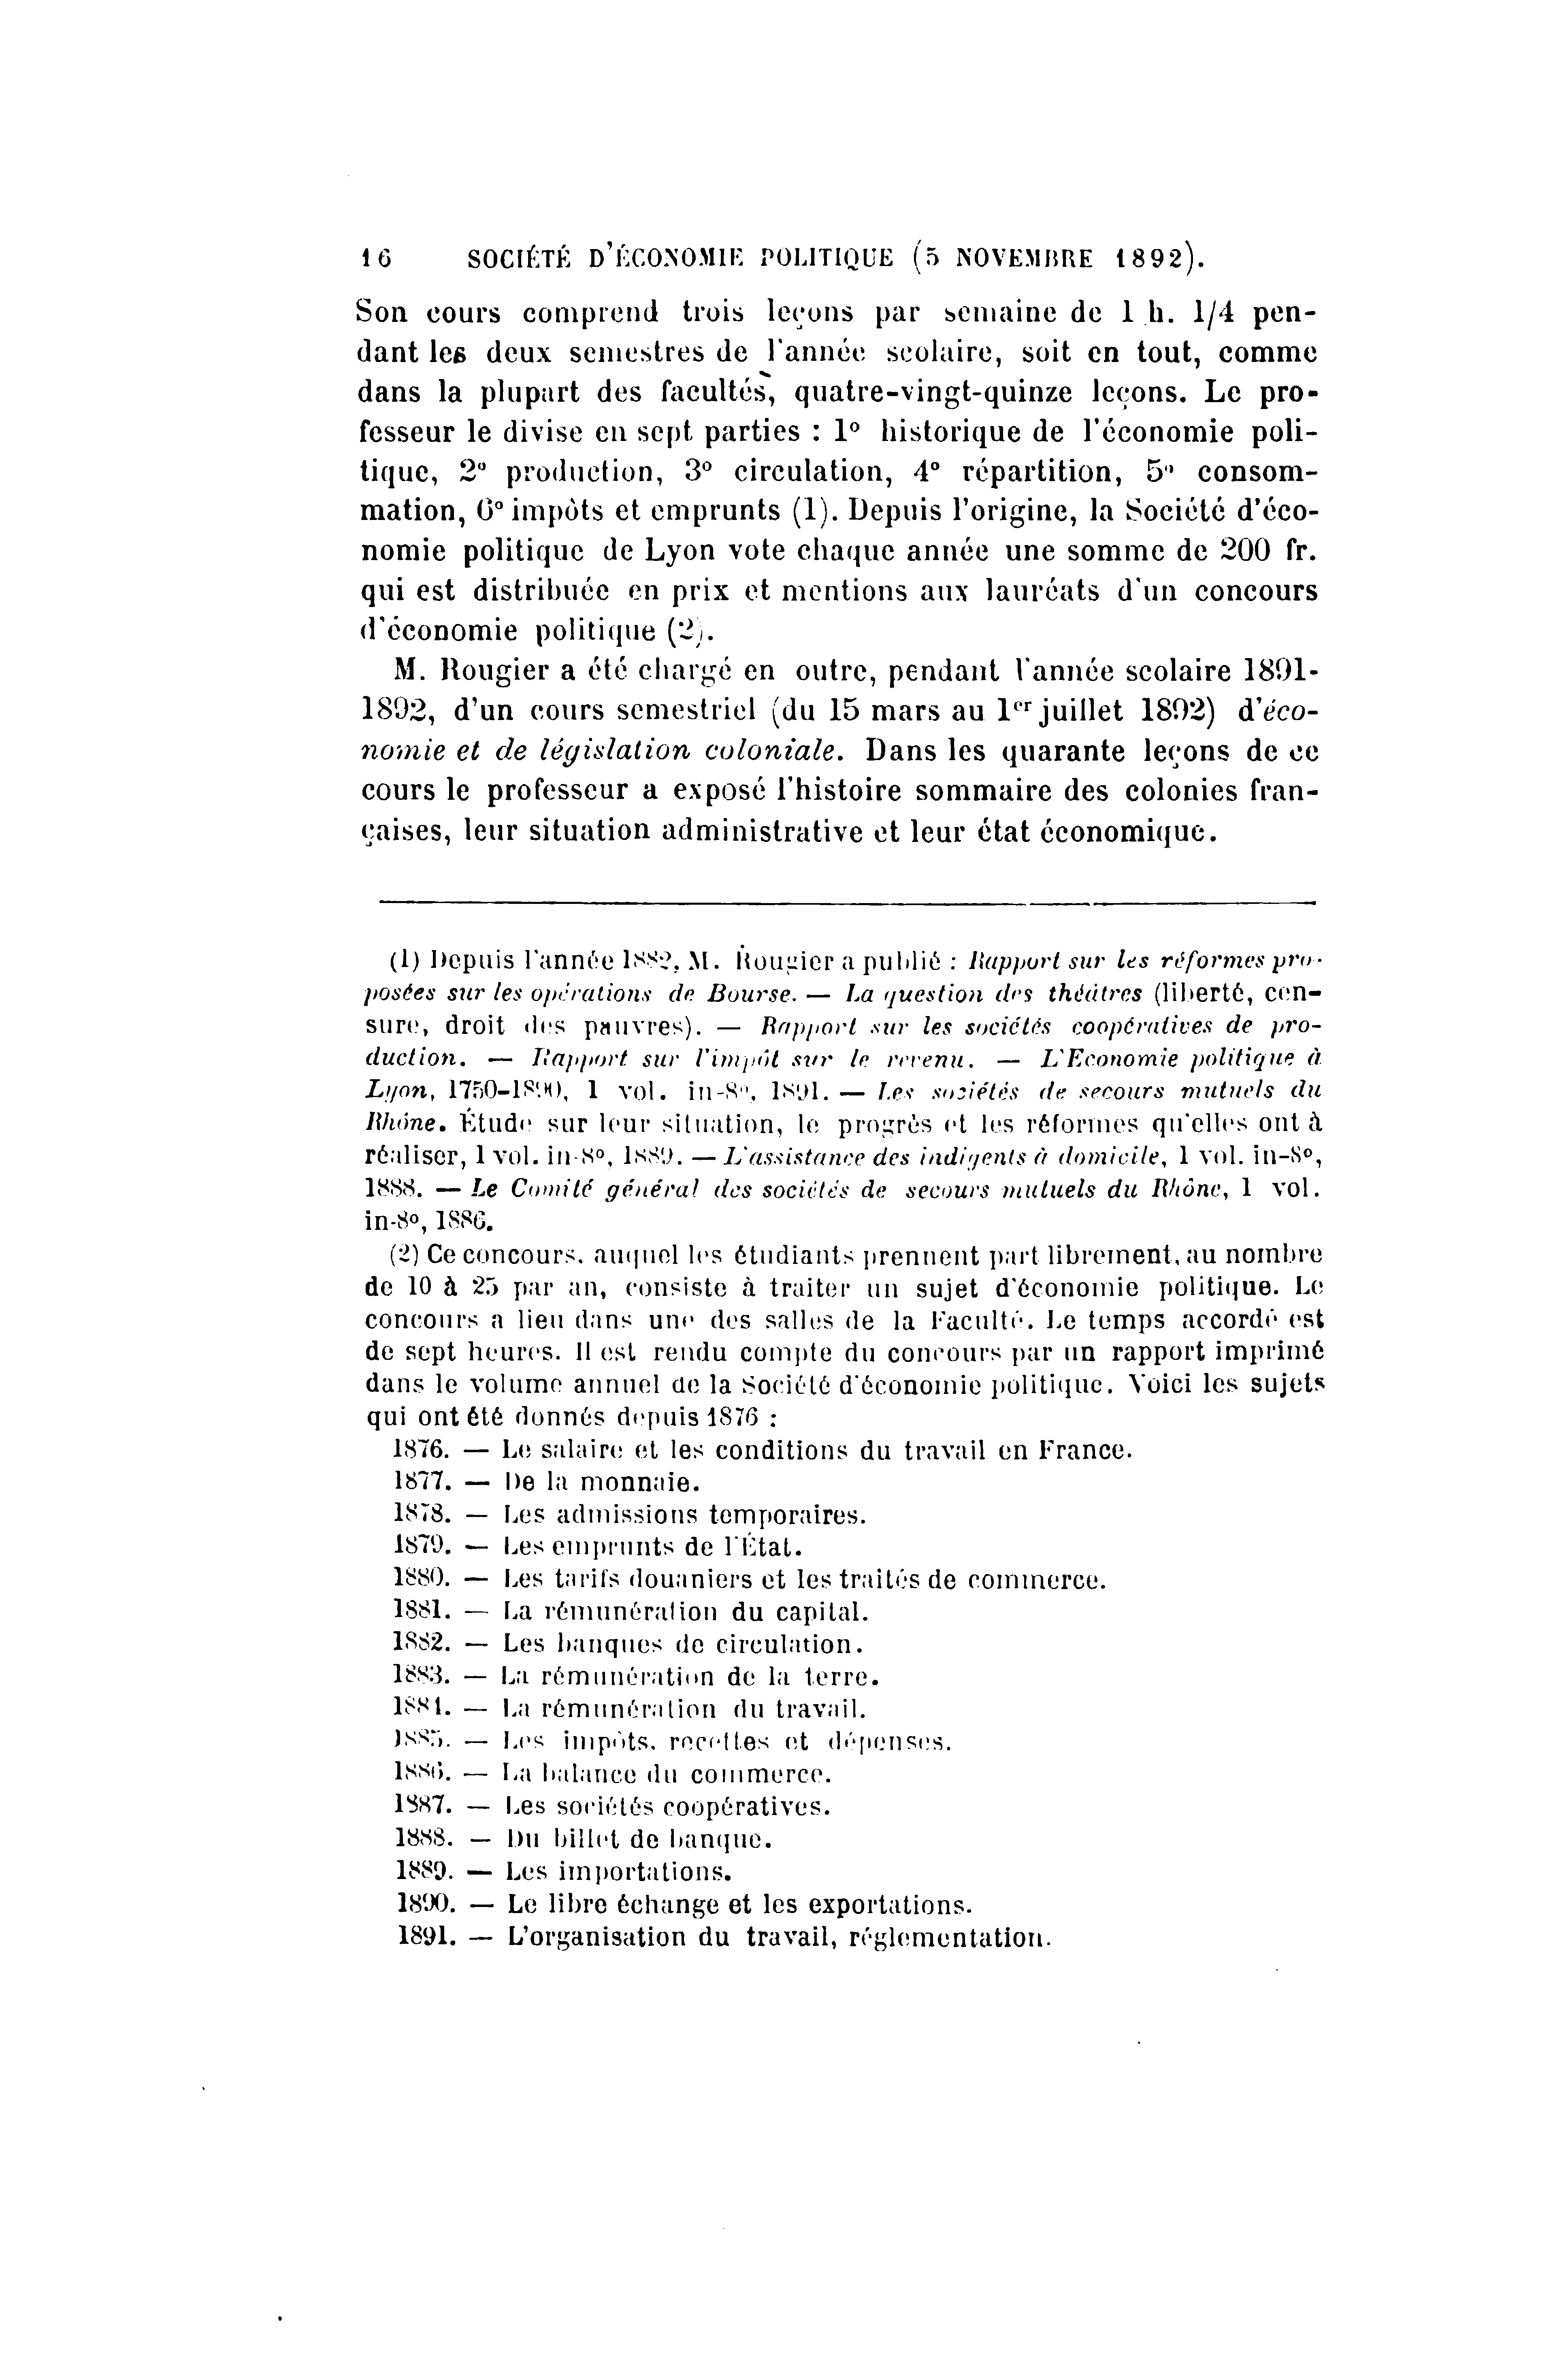 16 SOCIÉTÉ D'ÉCONOMIE POLITIQUE (5 NOVEMBRE 1892).
Son cours comprend trois leçons par semaine de 1 h. 1/4 pen-
dant les deux semestres de l'année scolaire, soit en tout, comme
dans la plupart des facultés, quatre-vingt-quinze leçons. Le pro-
fesseur le divise en sept parties : 1° historique de l'économie poli-
tique, 2° production, 3° circulation, 4° répartition, 5° consom-
mation, 6° impôts et emprunts (1). Depuis l'origine, la Société d'éco-
nomie politique de Lyon vote chaque année une somme de 200 fr.
qui est distribuée en prix et mentions aux lauréats d'un concours
d'économie politique (2).
M. Rougier a été chargé en outre, pendant l'année scolaire 1891-
1892, d'un cours semestriel (du 15 mars au 1er juillet 1892) d'éco-
nomie et de législation coloniale. Dans les quarante leçons de ce
cours le professeur a exposé l'histoire sommaire des colonies fran-
çaises, leur situation administrative et leur état économique.
(1) Depuis l'année 1882, M. Rougier a publié : Rapport sur les réformes pro-
posées sur les opérations de Bourse. — La question des théâtres (liberté, cen-
sure, droit des pauvres). — Rapport sur les sociétés coopératives de pro-
duction. — Rapport sur l'impôt sur le revenu. — L'Economie politique à
Lyon, 1750-1890, 1 vol. in-8°, 1891. — Les sociétés de secours mutuels du
Rhône. Étude sur leur situation, le progrès et les réformes qu'elles ont à
réaliser, 1 vol. in-8°, 1889. — L'assistance des indigents à domicile, 1 vol. in-8°,
1888. — Le Comité général des sociétés de secours mutuels du Rhône, 1 vol.
in-8°, 1886.
(2) Ce concours, auquel les étudiants prennent part librement, au nombre
de 10 à 25 par an, consiste à traiter un sujet d'économie politique. Le
concours a lieu dans une des salles de la Faculté. Le temps accordé est
de sept heures. Il est rendu compte du concours par un rapport imprimé
dans le volume annuel de la Société d'économie politique. Voici les sujets
qui ont été donnés depuis 1876 :
1876. — Le salaire et les conditions du travail en France.
1877. — De la monnaie.
1878. — Les admissions temporaires.
1879. — Les emprunts de l'État.
1880. — Les tarifs douaniers et les traités de commerce.
1881. — La rémunération du capital.
1882. — Les banques de circulation.
1883. — La rémunération de la terre.
1884. — La rémunération du travail.
1885. — Les impôts, recettes et dépenses.
1886. — La balance du commerce.
1887. — Les sociétés coopératives.
1888. — Du billet de banque.
1889. — Les importations.
1890. — Le libre échange et les exportations.
1891. — L'organisation du travail, réglementation.